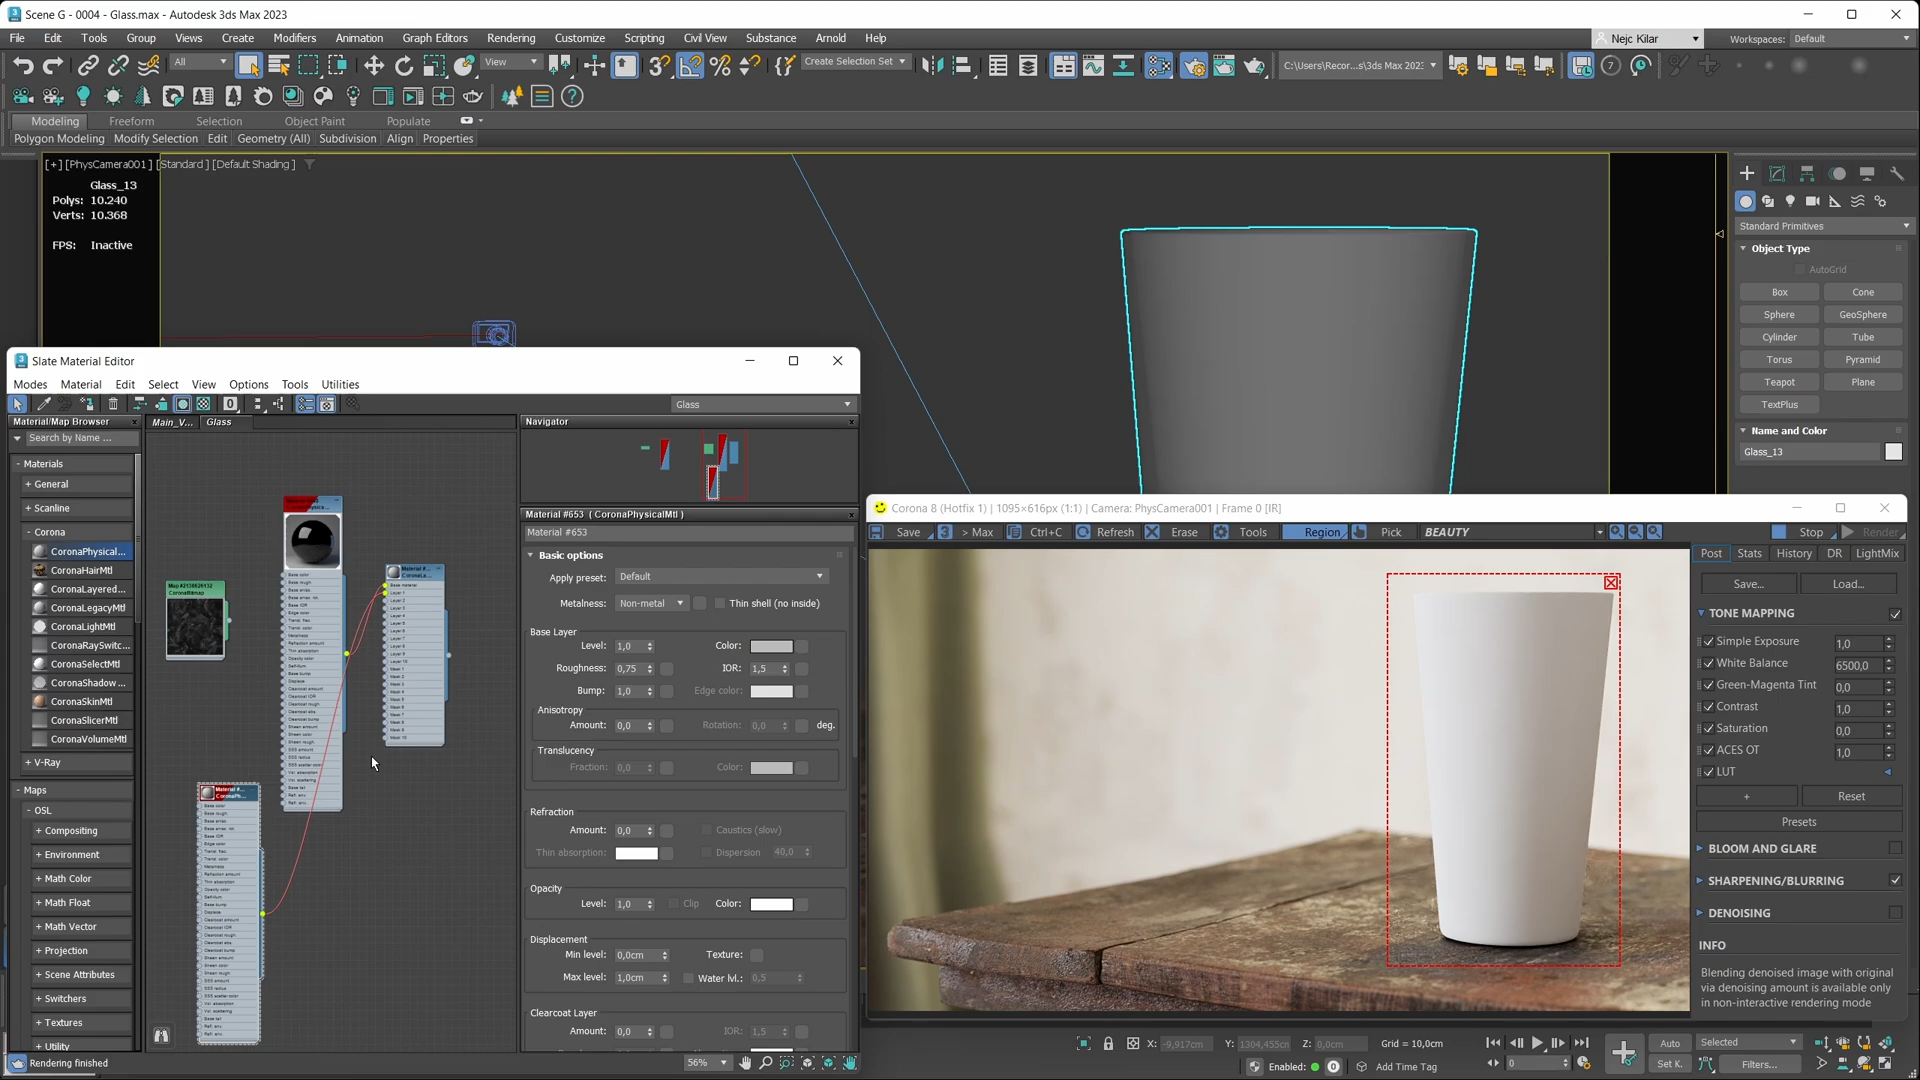 Scene G - 0004 - Glass.max - Autodesk 3ds Max 2023
File Edit Tools Group Views Create Modifiers Animation Graph Editors Rendering Customize Scripting Civil View Substance Arnold Help
Nejc Kilar
Workspaces: Default
All
View
Create Selection Set
C:\Users\Recor...s\3ds Max 2023
Modeling Freeform Selection Object Paint Populate
Polygon Modeling Modify Selection Edit Geometry (All) Subdivision Align Properties
[+] [PhysCamera001] [Standard] [Default Shading]
Glass_13
Polys: 10.240
Verts: 10.368
FPS: Inactive
Standard Primitives
Object Type
AutoGrid
Box Cone
Sphere GeoSphere
Cylinder Tube
Torus Pyramid
Teapot Plane
TextPlus
Name and Color
Glass_13
Slate Material Editor
Modes Material Edit Select View Options Tools Utilities
Glass
Material/Map Browser
Search by Name ...
- Materials
+ General
+ Scanline
- Corona
CoronaPhysical...
CoronaHairMtl
CoronaLayered...
CoronaLegacyMtl
CoronaLightMtl
CoronaRaySwitc...
CoronaSelectMtl
CoronaShadow ...
CoronaSkinMtl
CoronaSlicerMtl
CoronaVolumeMtl
+ V-Ray
- Maps
- OSL
+ Compositing
+ Environment
+ Math Color
+ Math Float
+ Math Vector
+ Projection
+ Scene Attributes
+ Switchers
+ Textures
+ Utility
Rendering finished
Main_V... Glass
Navigator
Material #653 ( CoronaPhysicalMtl )
Material #653
Basic options
Apply preset: Default
Metalness: Non-metal Thin shell (no inside)
Base Layer
Level: 1,0 Color:
Roughness: 0,75 IOR: 1,5
Bump: 1,0 Edge color:
Anisotropy
Amount: 0,0 Rotation: 0,0 deg.
Translucency
Fraction: 0,0 Color:
Refraction
Amount: 0,0 Caustics (slow)
Thin absorption: Dispersion 40,0
Opacity
Level: 1,0 Clip Color:
Displacement
Min level: 0,0cm Texture:
Max level: 1,0cm Water lvl.: 0,5
Clearcoat Layer
Amount: 0,0 IOR: 1,5
56%
Corona 8 (Hotfix 1) | 1095×616px (1:1) | Camera: PhysCamera001 | Frame 0 [IR]
Save > Max Ctrl+C Refresh Erase Tools Region Pick BEAUTY Stop Render
Post Stats History DR LightMix
Save... Load...
TONE MAPPING
Simple Exposure 1,0
White Balance 6500,0
Green-Magenta Tint 0,0
Contrast 1,0
Saturation 0,0
ACES OT 1,0
LUT
+ Reset
Presets
BLOOM AND GLARE
SHARPENING/BLURRING
DENOISING
INFO
Blending denoised image with original
via denoising amount is available only
in non-interactive rendering mode
X: -9,917cm Y: 1304,455cm Z: 0,0cm Grid = 10,0cm
Enabled: 0 Add Time Tag
0
Auto Selected
Set K. Filters...